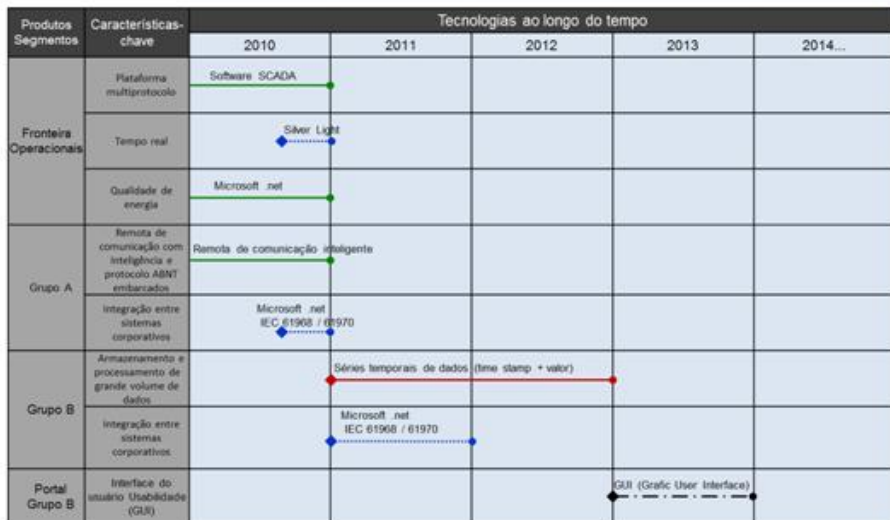 Produtos
Segmentos
Características-
chave
Tecnologias ao longo do tempo
2010
2011
2012
2013
2014...
Fronteira
Operacionais
Plataforma
multiprotocolo
Software SCADA
Tempo real
Silver Light
Qualidade de
energia
Microsoft .net
Grupo A
Remota de
comunicação com
Inteligência e
protocolo ABNT
embarcados
Remota de comunicação inteligente
Integração entre
sistemas
corporativos
Microsoft .net
IEC 61968 / 61970
Grupo B
Armazenamento e
processamento de
grande volume de
dados
Séries temporais de dados (time stamp + valor)
Integração entre
sistemas
corporativos
Microsoft .net
IEC 61968 / 61970
Portal
Grupo B
Interface do
usuário Usabilidade
(GUI)
GUI (Grafic User Interface)